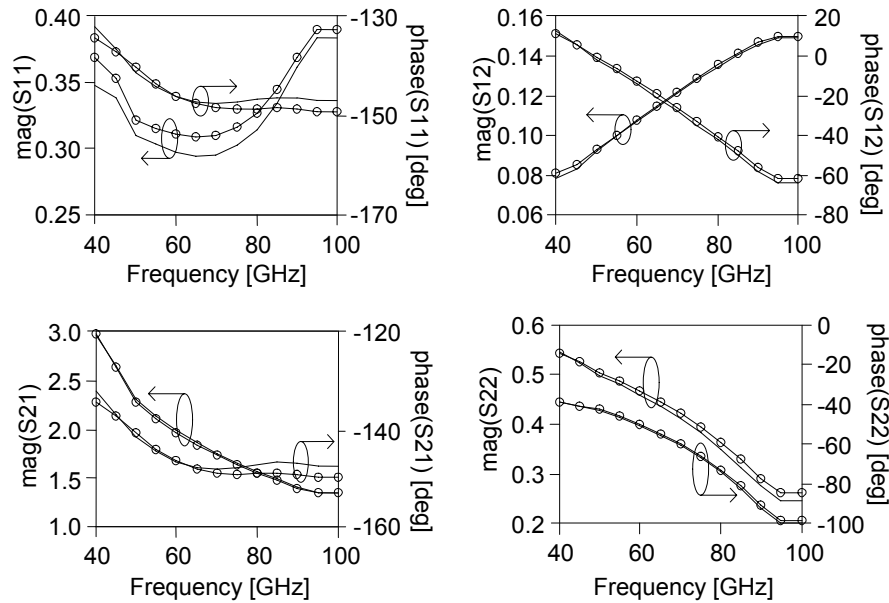 0.40
0.35
0.30
0.25
mag(S11)
-133
-150
-170
phase(S11) [deg]
40 60 80 100
Frequency [GHz]
0.16
0.14
0.12
0.10
0.08
0.06
mag(S12)
20
0
-20
-40
-60
-80
phase(S12) [deg]
40 60 80 100
Frequency [GHz]
3.0
2.5
2.0
1.5
1.0
mag(S21)
-120
-140
-160
phase(S21) [deg]
40 60 80 100
Frequency [GHz]
0.6
0.5
0.4
0.3
0.2
mag(S22)
0
-20
-40
-60
-80
-100
phase(S22) [deg]
40 60 80 100
Frequency [GHz]